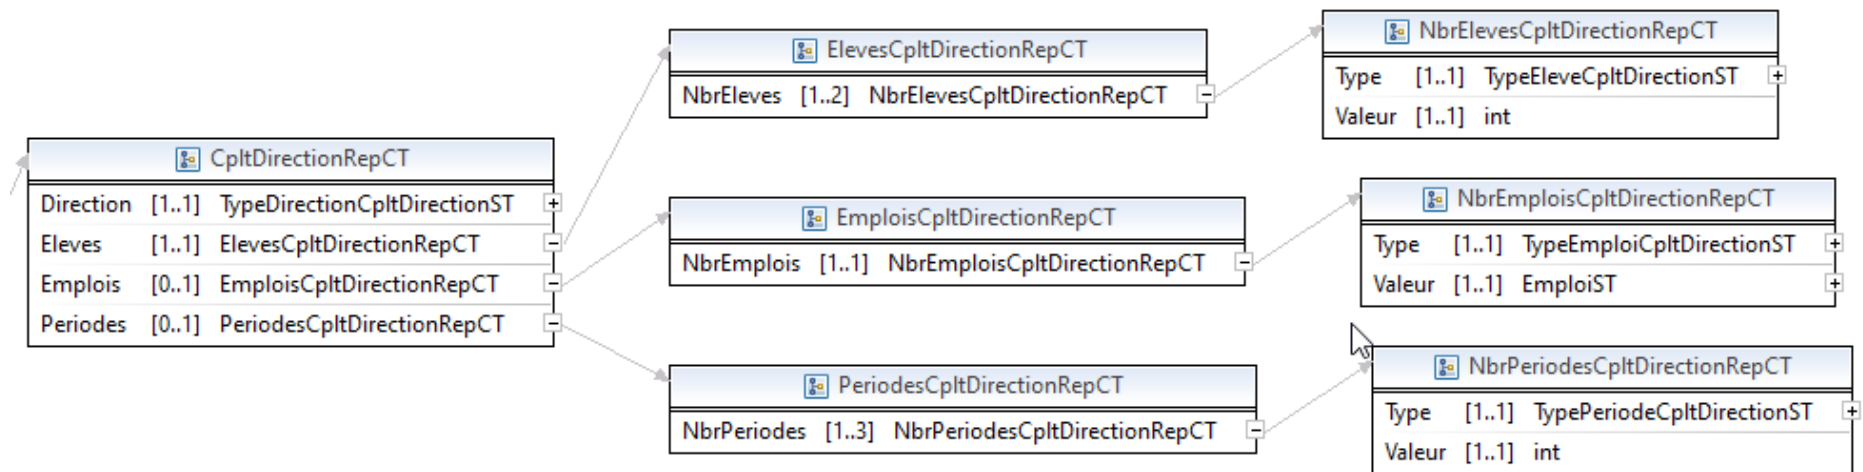 CpltDirectionRepCT
Direction [1..1] TypeDirectionCpltDirectionST
Eleves [1..1] ElevesCpltDirectionRepCT
Emplois [0..1] EmploisCpltDirectionRepCT
Periodes [0..1] PeriodesCpltDirectionRepCT
ElevesCpltDirectionRepCT
NbrEleves [1..2] NbrElevesCpltDirectionRepCT
EmploisCpltDirectionRepCT
NbrEmplois [1..1] NbrEmploisCpltDirectionRepCT
PeriodesCpltDirectionRepCT
NbrPeriodes [1..3] NbrPeriodesCpltDirectionRepCT
NbrElevesCpltDirectionRepCT
Type [1..1] TypeEleveCpltDirectionST
Valeur [1..1] int
NbrEmploisCpltDirectionRepCT
Type [1..1] TypeEmploiCpltDirectionST
Valeur [1..1] EmploiST
NbrPeriodesCpltDirectionRepCT
Type [1..1] TypePeriodeCpltDirectionST
Valeur [1..1] int